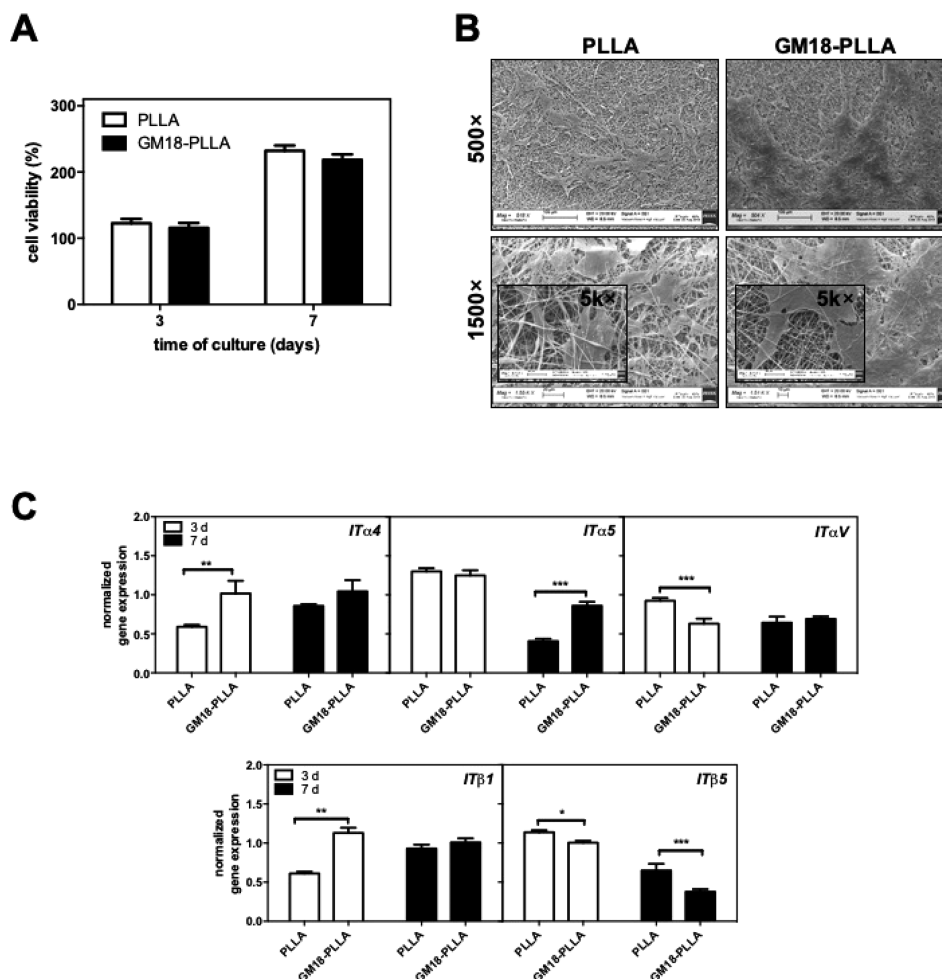 A
300
200
100
0
cell viability (%)
PLLA
GM18-PLLA
3
7
time of culture (days)
B
PLLA
GM18-PLLA
500×
1500×
5k×
5k×
C
normalized
gene expression
2.0
1.5
1.0
0.5
0.0
3 d
7 d
ITα4
ITα5
ITαV
**
***
***
PLLA
GM18-PLLA
PLLA
GM18-PLLA
PLLA
GM18-PLLA
PLLA
GM18-PLLA
PLLA
GM18-PLLA
PLLA
GM18-PLLA
normalized
gene expression
2.0
1.5
1.0
0.5
0.0
3 d
7 d
ITβ1
ITβ5
**
*
***
PLLA
GM18-PLLA
PLLA
GM18-PLLA
PLLA
GM18-PLLA
PLLA
GM18-PLLA